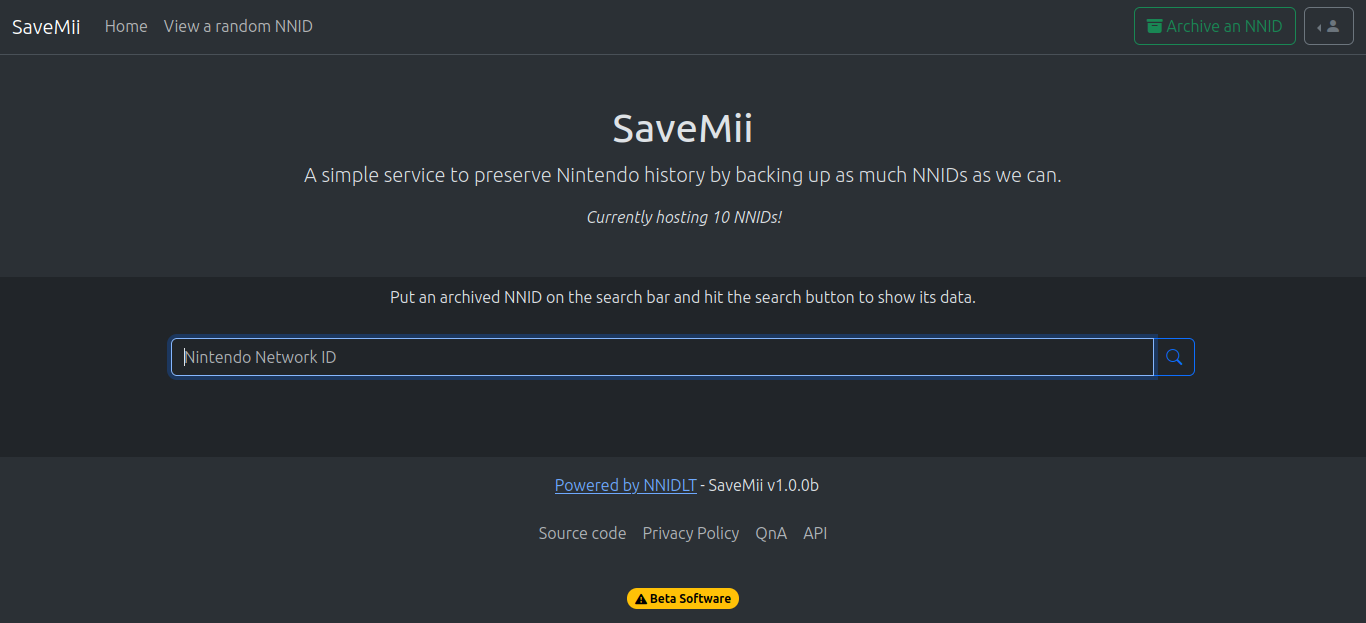 SaveMii Home View a random NNID Archive an NNID
SaveMii
A simple service to preserve Nintendo history by backing up as much NNIDs as we can.
Currently hosting 10 NNIDs!
Put an archived NNID on the search bar and hit the search button to show its data.
Nintendo Network ID
Powered by NNIDLT - SaveMii v1.0.0b
Source code Privacy Policy QnA API
Beta Software